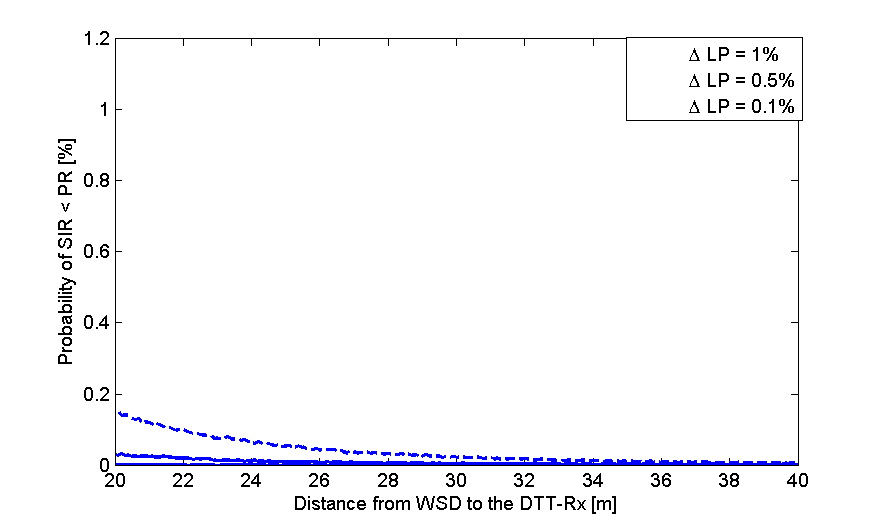 Δ LP = 1%
Δ LP = 0.5%
Δ LP = 0.1%
1.2
1
0.8
0.6
0.4
0.2
0
Probability of SIR < PR [%]
20 22 24 26 28 30 32 34 36 38 40
Distance from WSD to the DTT-Rx [m]